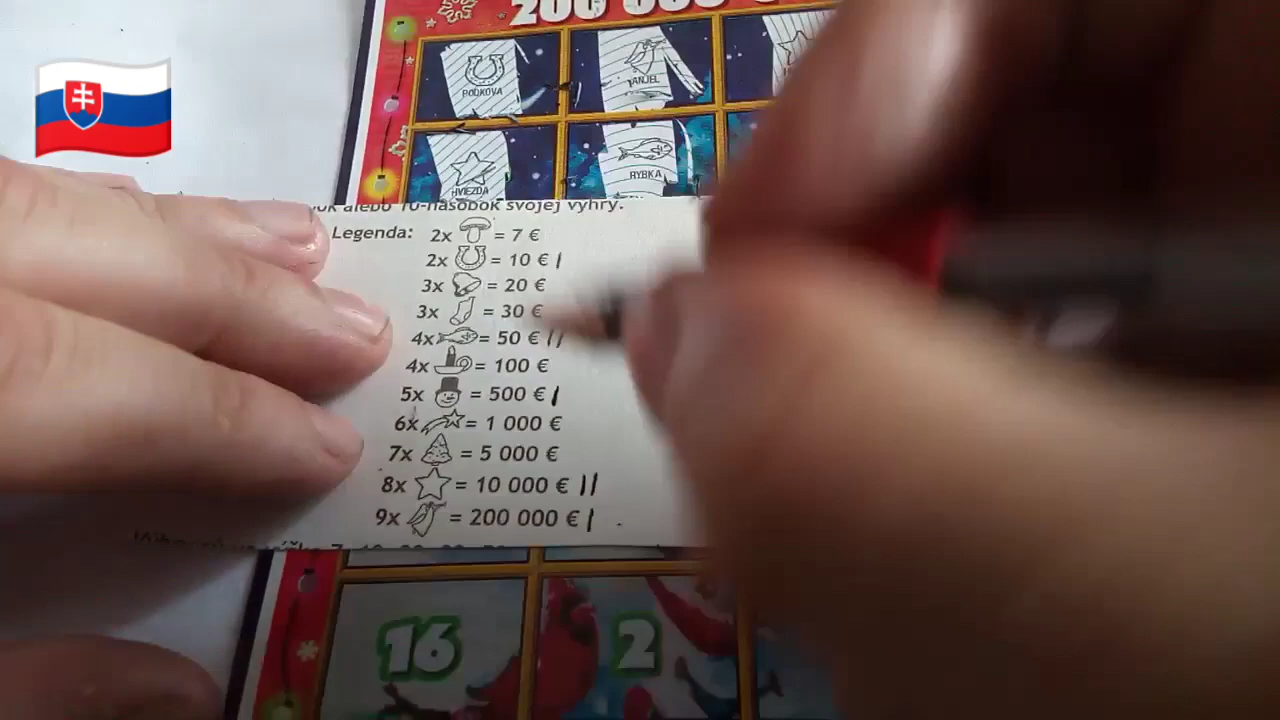 200 000
PODKOVA
ANJEL
HVIEZDA
RYBKA
alebo 10-násobok svojej výhry.
Legenda: 2x = 7 €
2x = 10 €
3x = 20 €
3x = 30 €
4x = 50 €
4x = 100 €
5x = 500 €
6x = 1 000 €
7x = 5 000 €
8x = 10 000 €
9x = 200 000 €
16
2